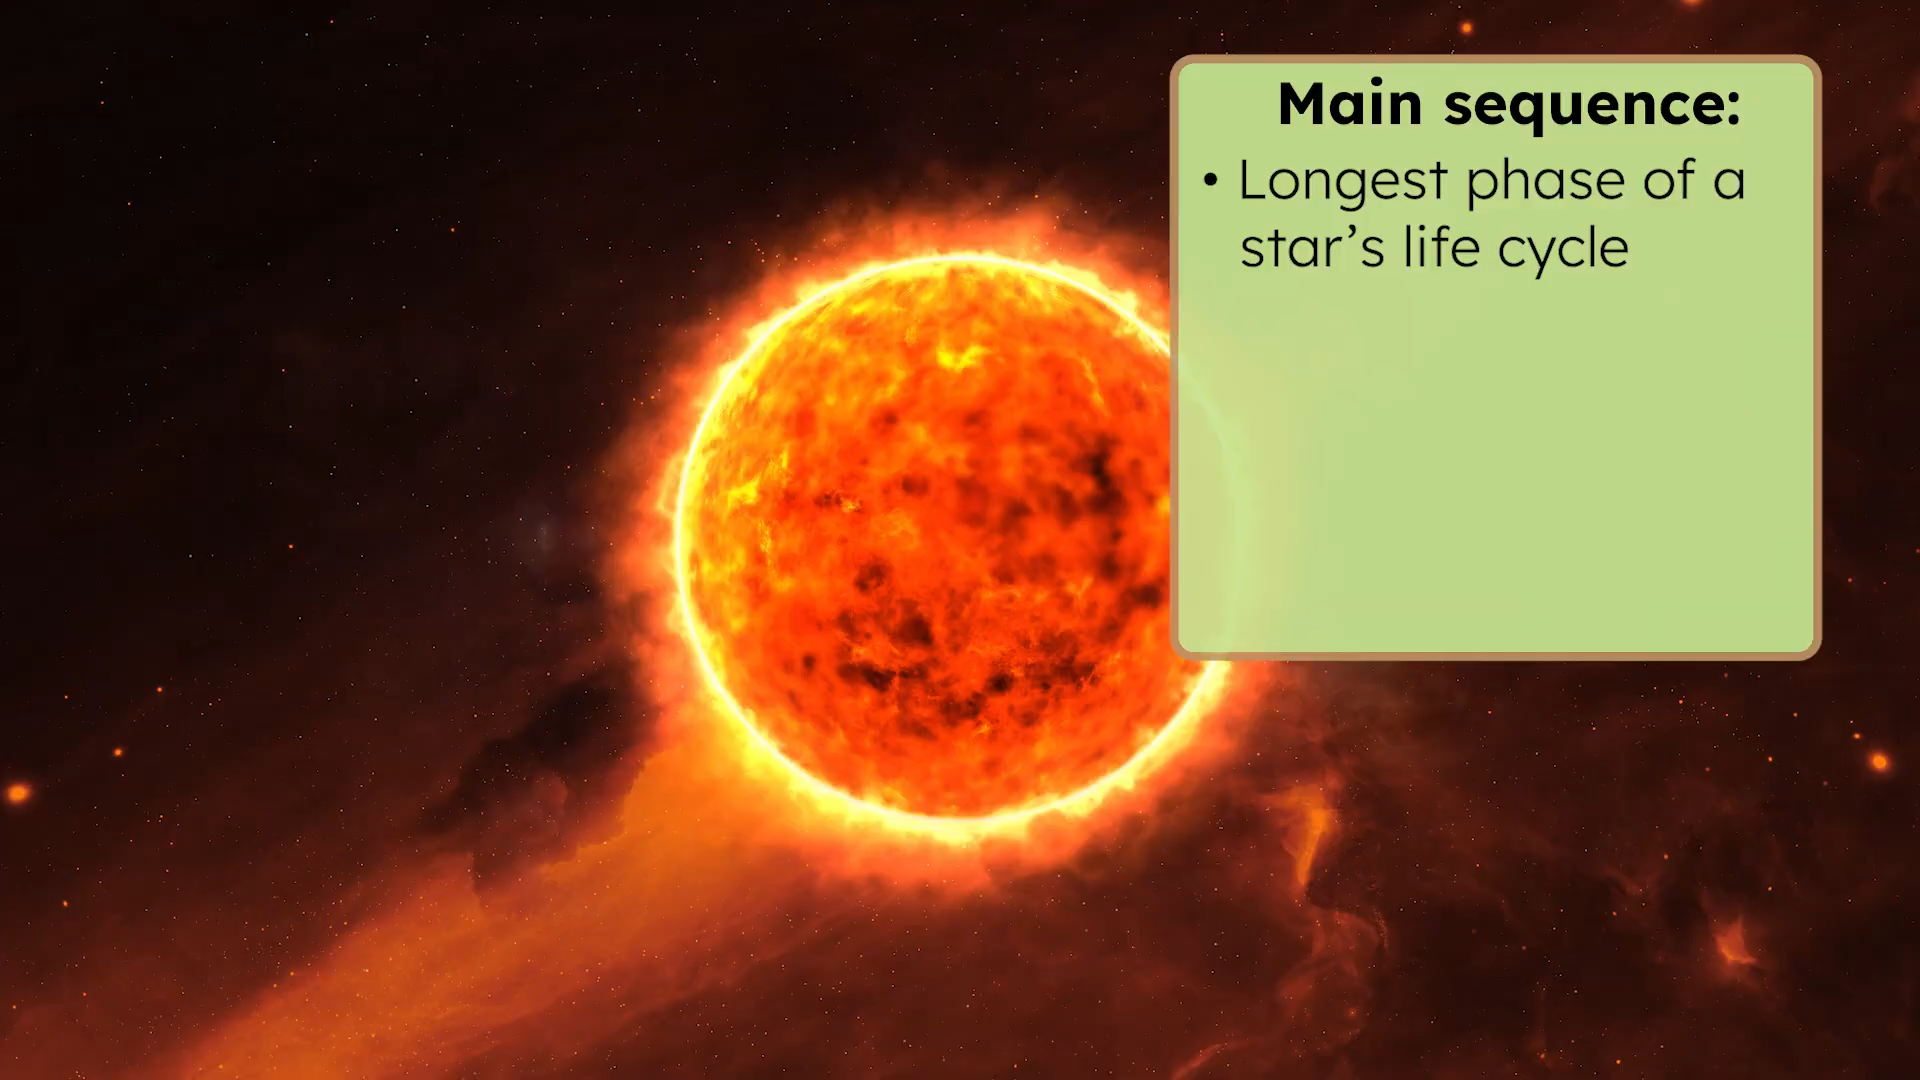 Main sequence:
• Longest phase of a
star’s life cycle